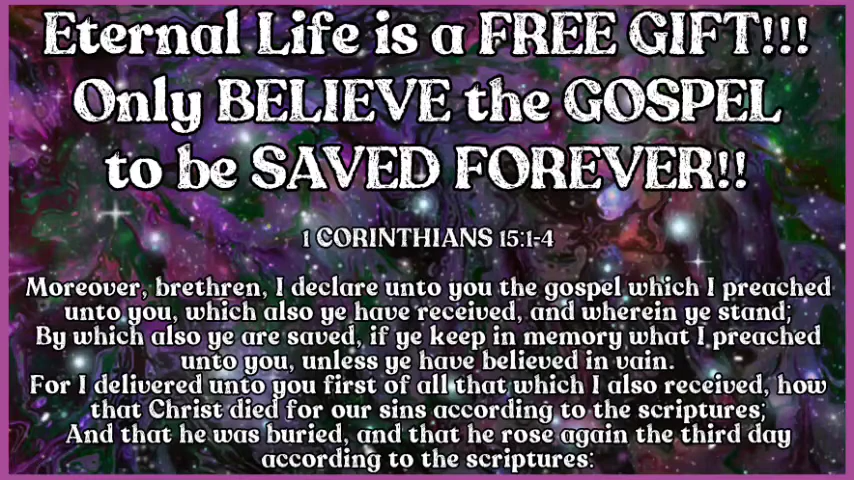 Eternal Life is a FREE GIFT!!!
Only BELIEVE the GOSPEL
to be SAVED FOREVER!!
1 CORINTHIANS 15:1-4
Moreover, brethren, I declare unto you the gospel which I preached
unto you, which also ye have received, and wherein ye stand;
By which also ye are saved, if ye keep in memory what I preached
unto you, unless ye have believed in vain.
For I delivered unto you first of all that which I also received, how
that Christ died for our sins according to the scriptures;
And that he was buried, and that he rose again the third day
according to the scriptures: